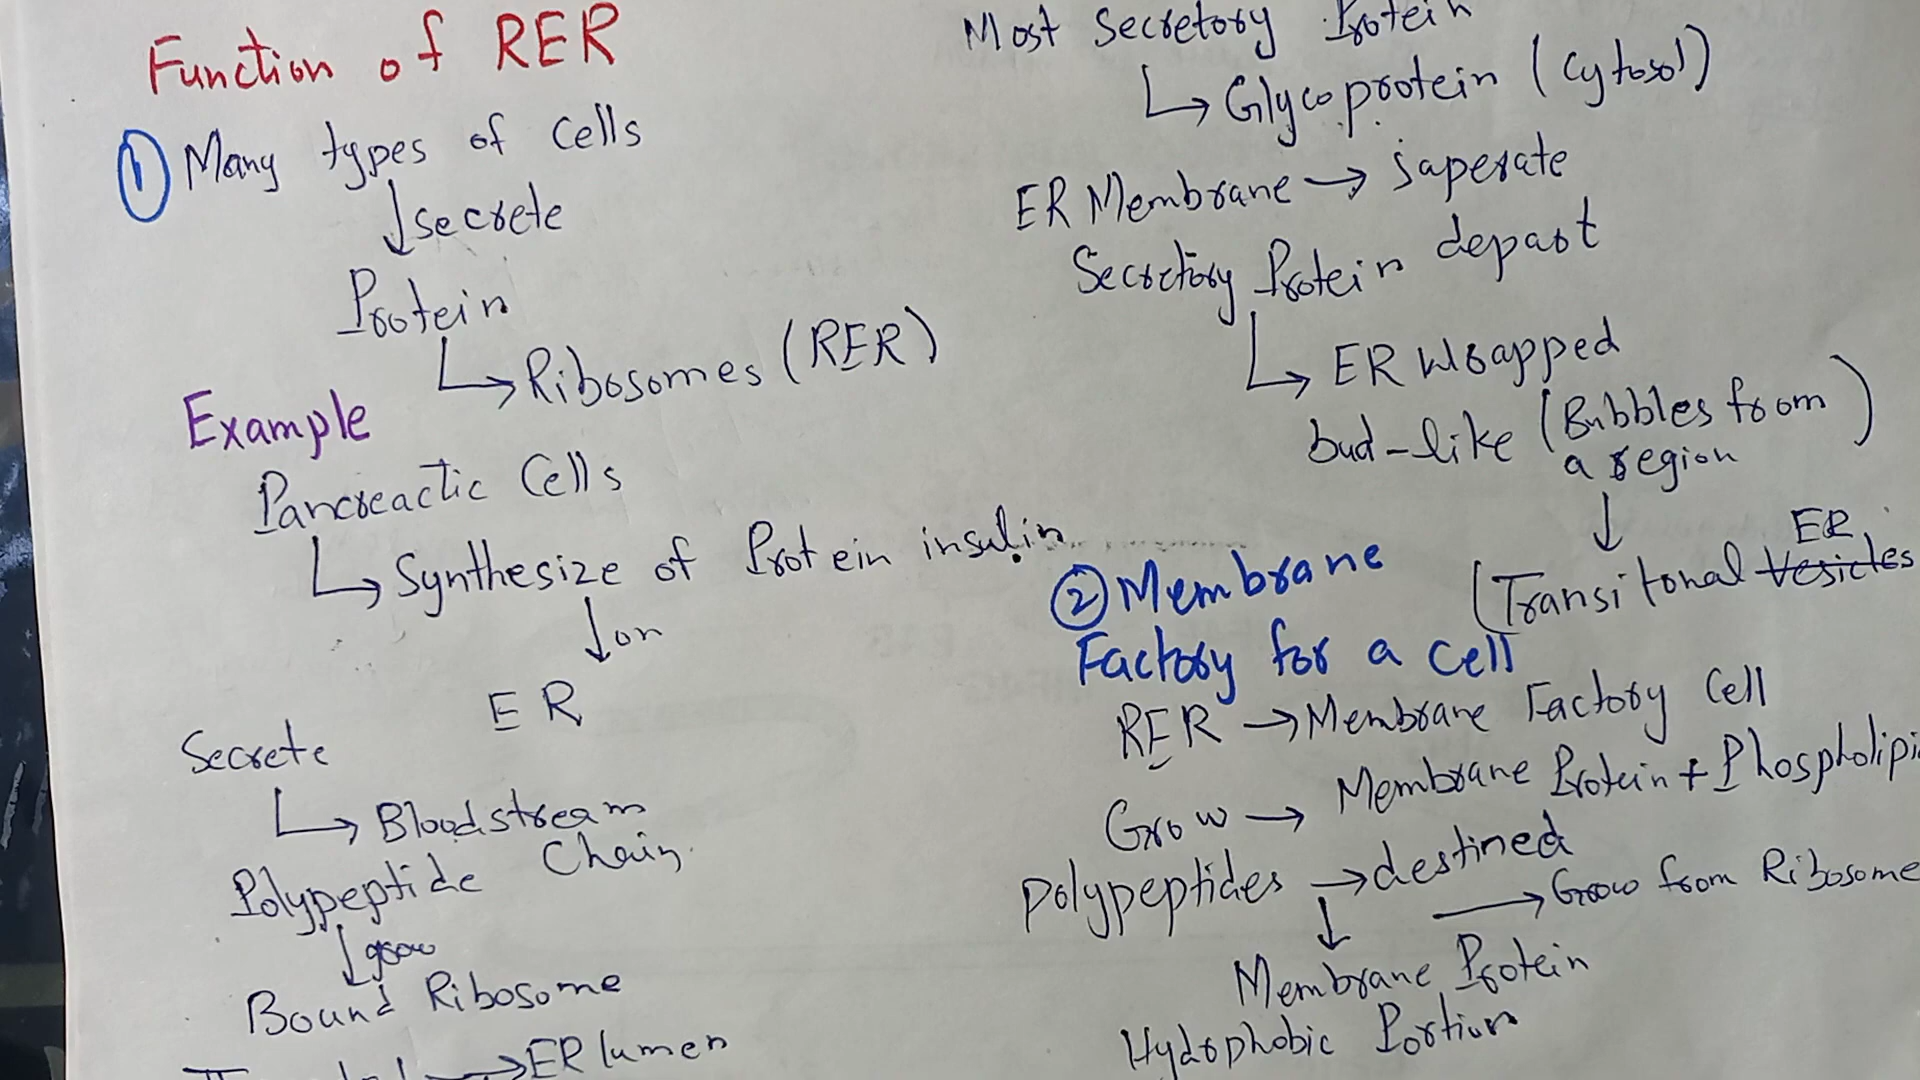 Function of RER
① Many types of Cells
↓ secrete
Protein
↳ Ribosomes (RER)
Example
Pancreactic Cells
↳ Synthesize of Protein insulin
↓ on
ER
Secrete
↳ Bloodstream
Polypeptide Chain
↓ grow
Bound Ribosome
→ ER lumen
Most Secretory Protein
↳ Glycoprotein (Cytosol)
ER Membrane → saperate
Secretory Protein depart
↳ ER Wrapped
bud-like (Bubbles from
a region)
↓
(Transitonal Vesicles ER
② Membrane
Factory for a Cell
RER → Membrane Factory Cell
Grow → Membrane Protein + Phospholipi
Polypeptides → destined
↓ → Grow from Ribosome
Membrane Protein
Hydrophobic Portion